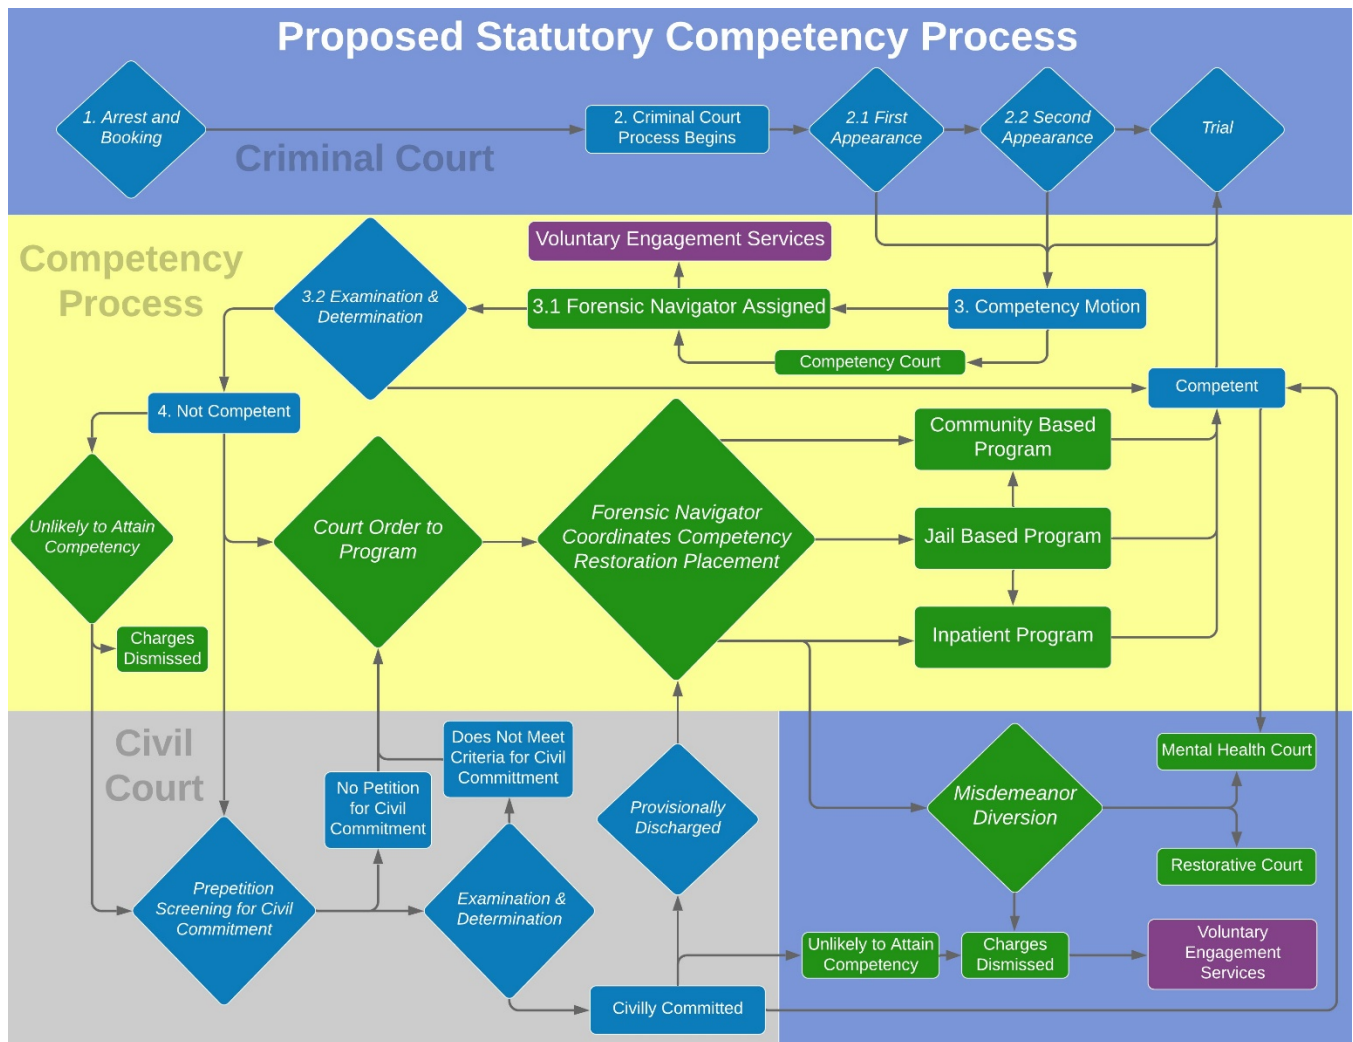 Proposed Statutory Competency Process
1. Arrest and
Booking
2. Criminal Court
Process Begins
2.1 First
Appearance
2.2 Second
Appearance
Trial
Criminal Court
Competency
Process
Voluntary Engagement Services
3.2 Examination &
Determination
3.1 Forensic Navigator Assigned
3. Competency Motion
Competency Court
Competent
4. Not Competent
Unlikely to Attain
Competency
Court Order to
Program
Forensic Navigator
Coordinates Competency
Restoration Placement
Community Based
Program
Jail Based Program
Inpatient Program
Charges
Dismissed
Civil
Court
Does Not Meet
Criteria for Civil
Committment
No Petition
for Civil
Commitment
Provisionally
Discharged
Prepetition
Screening for Civil
Commitment
Examination &
Determination
Civilly Committed
Misdemeanor
Diversion
Mental Health Court
Restorative Court
Unlikely to Attain
Competency
Charges
Dismissed
Voluntary
Engagement
Services